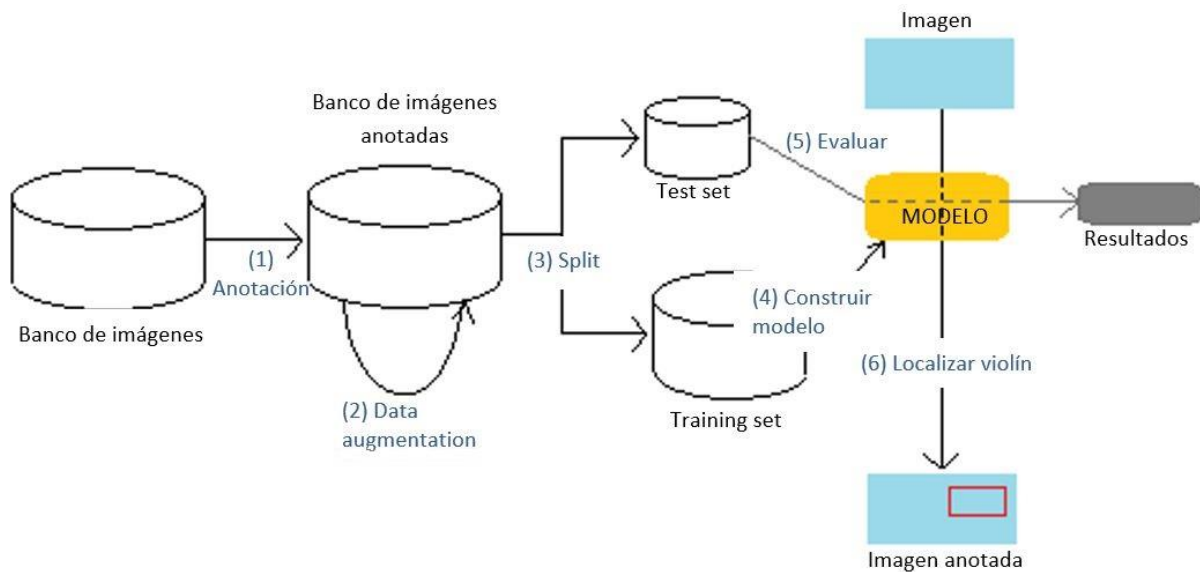 Imagen
Banco de imágenes
anotadas
(5) Evaluar
Test set
MODELO
Resultados
(1)
Anotación
(3) Split
(4) Construir
modelo
Banco de imágenes
(6) Localizar violín
(2) Data
augmentation
Training set
Imagen anotada